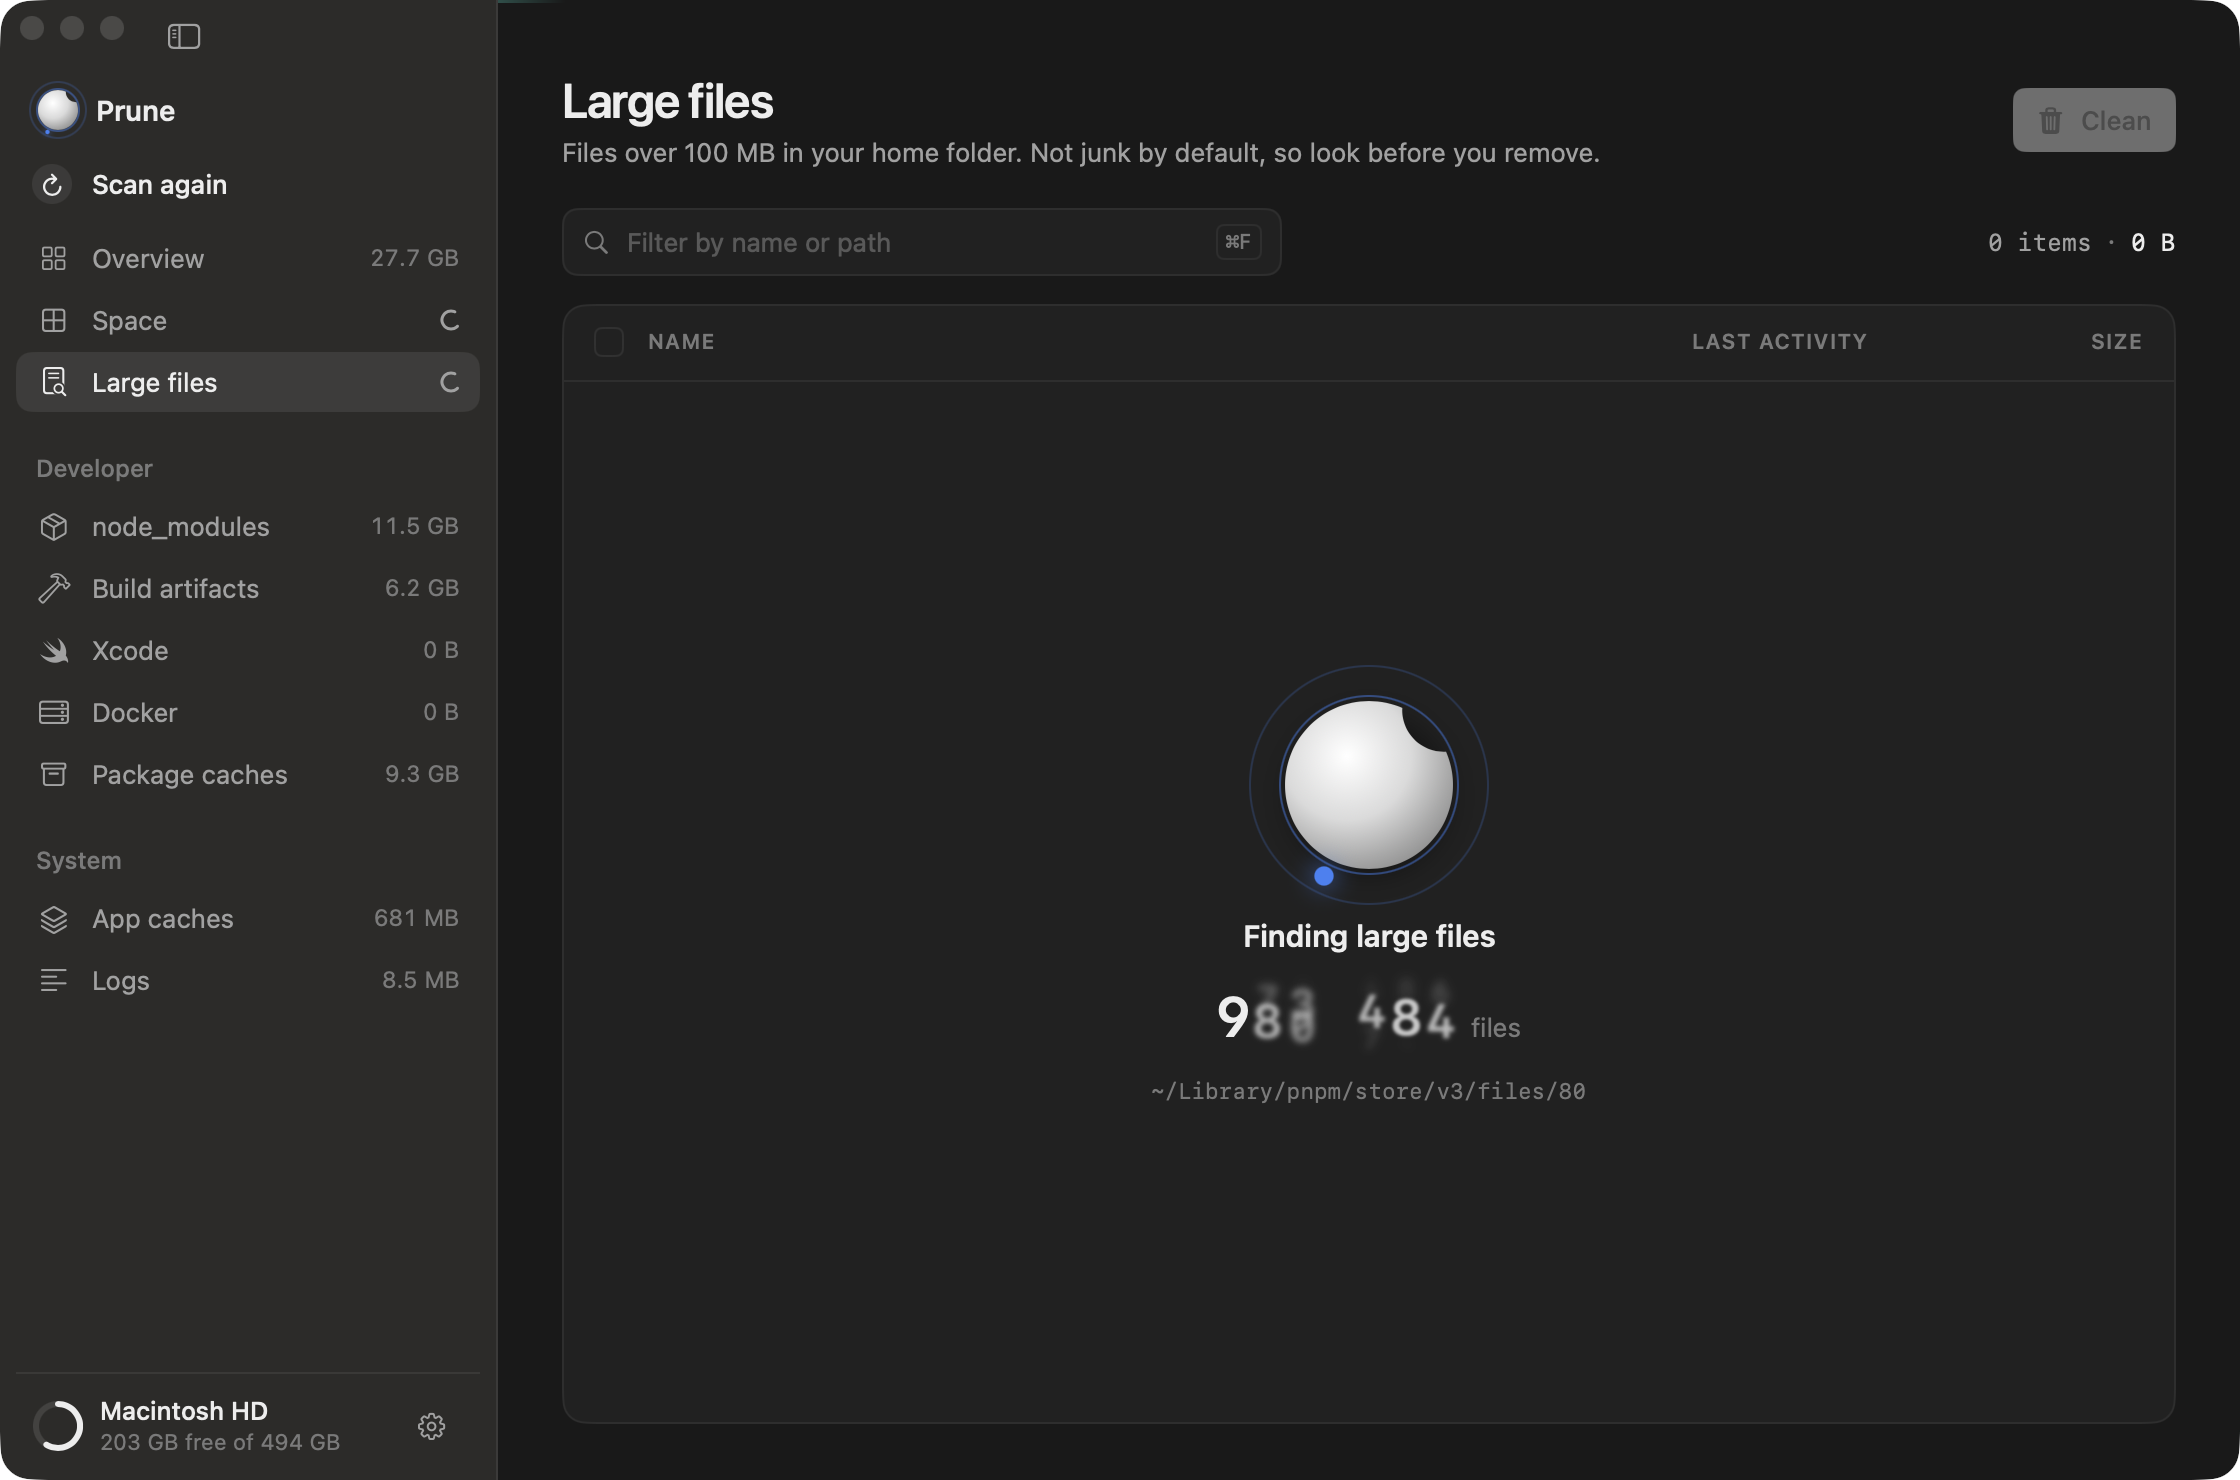 Prune
Scan again
Overview 27.7 GB
Space
Large files
Developer
node_modules 11.5 GB
Build artifacts 6.2 GB
Xcode 0 B
Docker 0 B
Package caches 9.3 GB
System
App caches 681 MB
Logs 8.5 MB
Macintosh HD
203 GB free of 494 GB
Large files
Files over 100 MB in your home folder. Not junk by default, so look before you remove.
Clean
Filter by name or path ⌘F
0 items · 0 B
NAME LAST ACTIVITY SIZE
Finding large files
files
~/Library/pnpm/store/v3/files/80